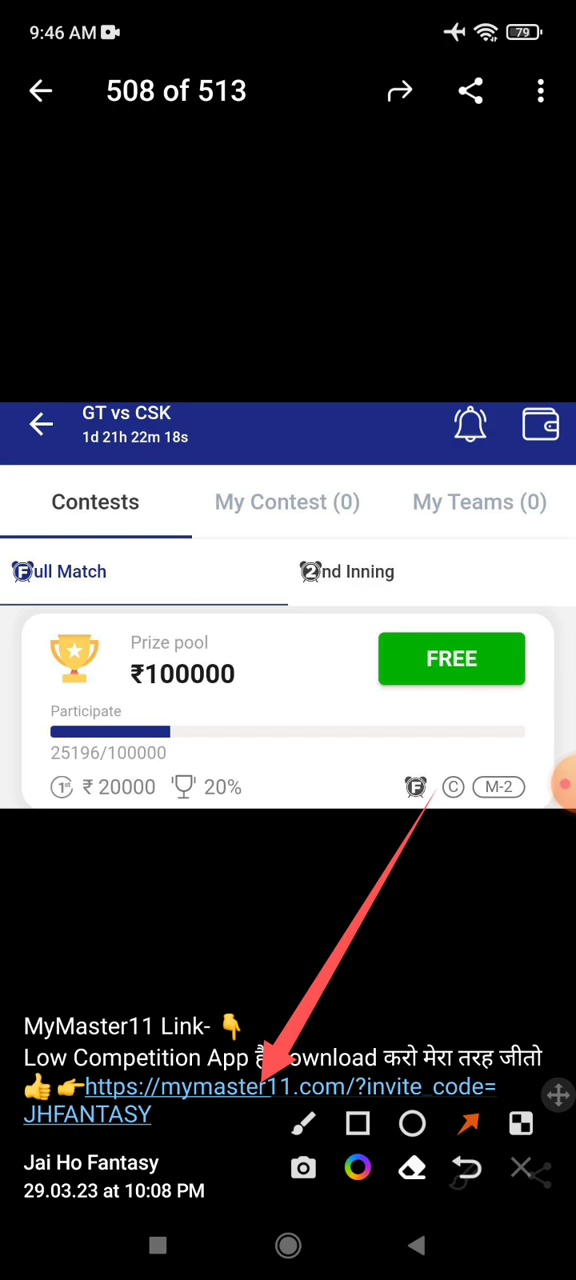 9:46 AM
79
508 of 513
GT vs CSK
1d 21h 22m 18s
Contests
My Contest (0)
My Teams (0)
Full Match
2nd Inning
Prize pool
₹100000
FREE
Participate
25196/100000
1st ₹ 20000
20%
F
C
M-2
MyMaster11 Link- 👇
Low Competition App है Download करो मेरा तरह जीतो
👍 👉https://mymaster11.com/?invite_code=
JHFANTASY
Jai Ho Fantasy
29.03.23 at 10:08 PM